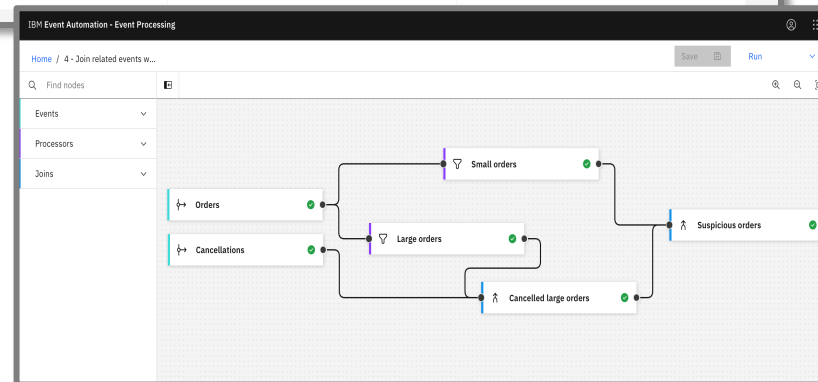 IBM Event Automation - Event Processing
Home / 4 - Join related events w...
Save
Run
Find nodes
Events
Processors
Joins
Small orders
Orders
Suspicious orders
Large orders
Cancellations
Cancelled large orders